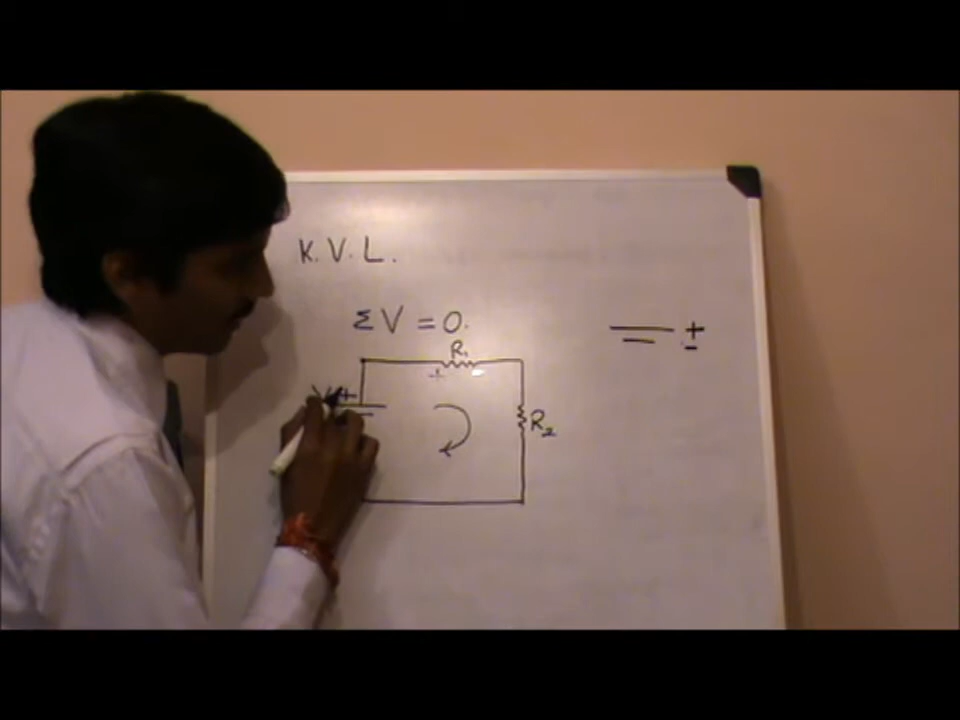 K. V. L.
ΣV = 0.
R₁
+ -
V +
R₂
+
-